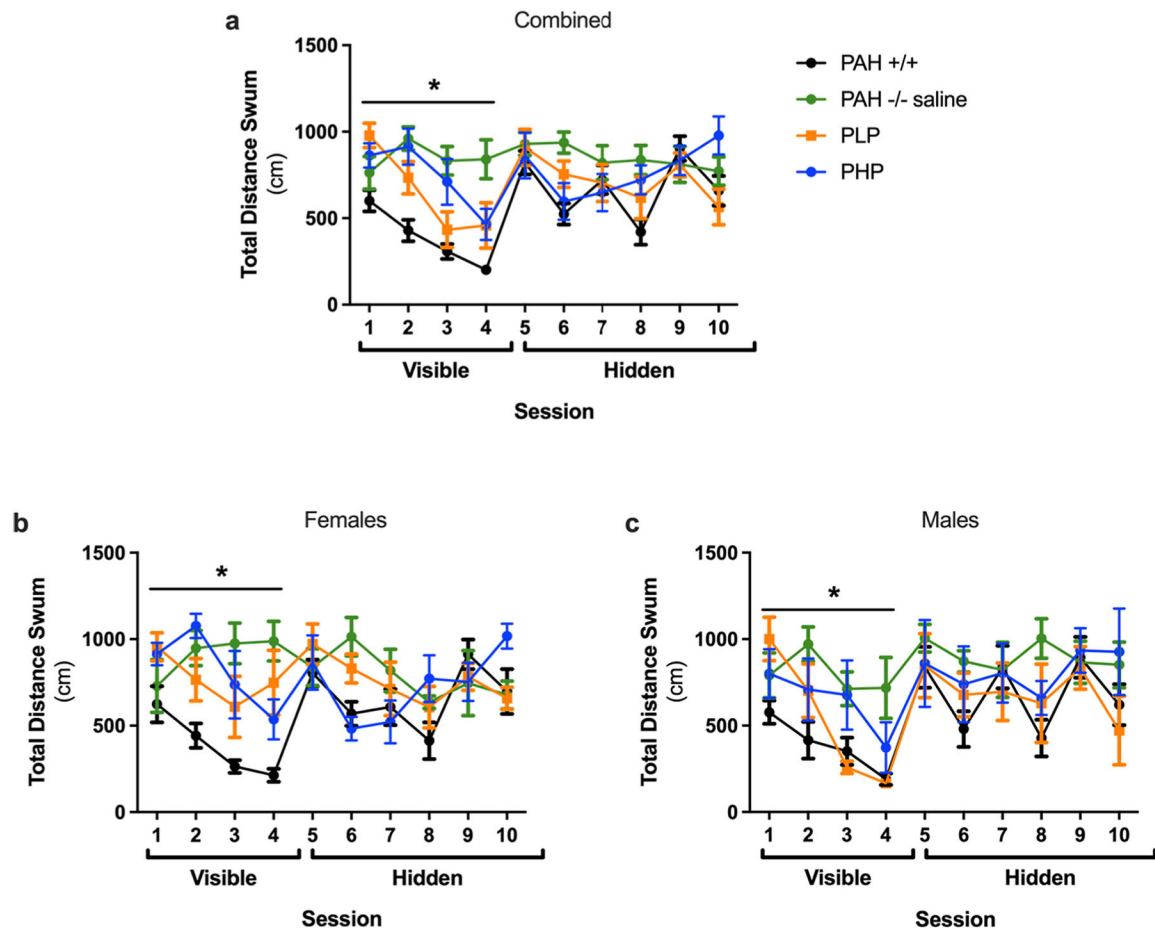 a
Combined
Total Distance Swum
(cm)
1500
1000
500
0
*
1 2 3 4 5 6 7 8 9 10
Visible Hidden
Session
PAH +/+
PAH -/- saline
PLP
PHP
b
Females
Total Distance Swum
(cm)
1500
1000
500
0
*
1 2 3 4 5 6 7 8 9 10
Visible Hidden
Session
c
Males
Total Distance Swum
(cm)
1500
1000
500
0
*
1 2 3 4 5 6 7 8 9 10
Visible Hidden
Session